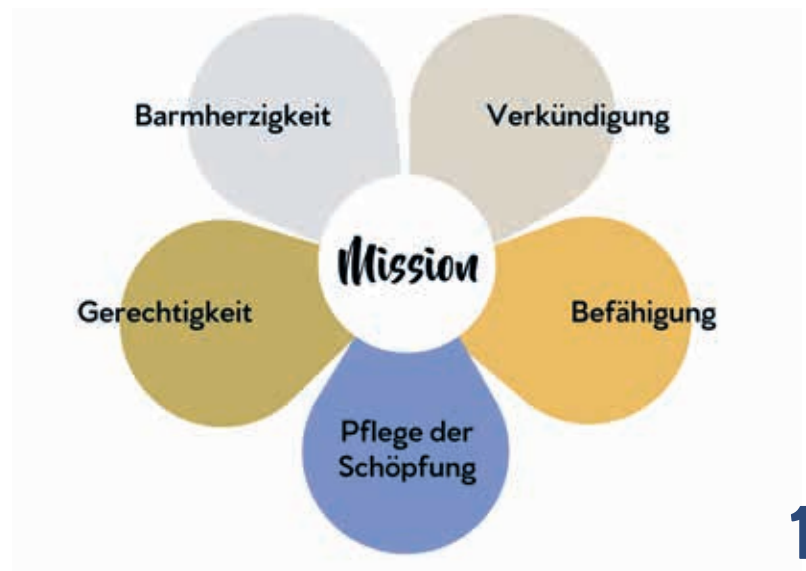 Barmherzigkeit
Verkündigung
Mission
Gerechtigkeit
Befähigung
Pflege der
Schöpfung
1